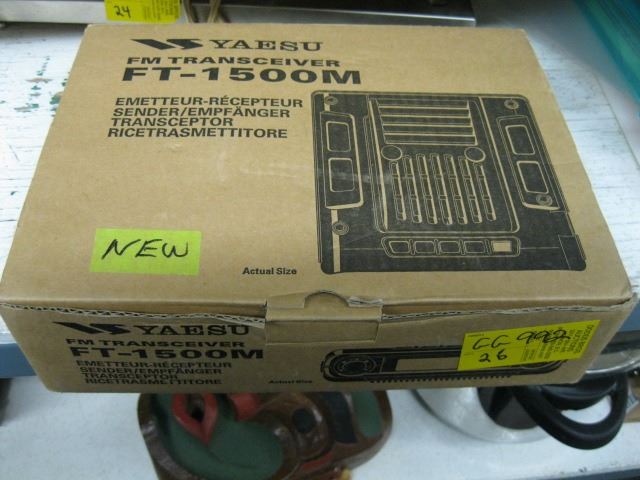 24
YAESU
FM TRANSCEIVER
FT-1500M
EMETTEUR-RÉCEPTEUR
SENDER/EMPFÄNGER
TRANSCEPTOR
RICETRASMETTITORE
NEW
Actual Size
YAESU
FM TRANSCEIVER
FT-1500M
EMETTEUR-RÉCEPTEUR
SENDER/EMPFÄNGER
TRANSCEPTOR
RICETRASMETTITORE
Actual Size
26